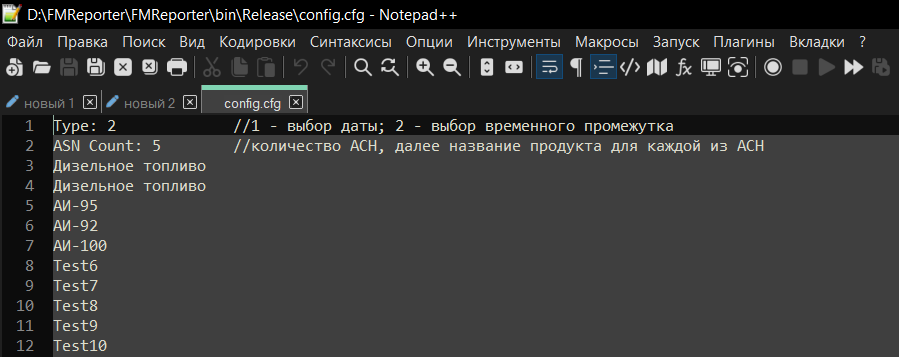 D:\FMReporter\FMReporter\bin\Release\config.cfg - Notepad++
Файл Правка Поиск Вид Кодировки Синтаксисы Опции Инструменты Макросы Запуск Плагины Вкладки ?
новый 1 новый 2 config.cfg
1 Type: 2 //1 - выбор даты; 2 - выбор временного промежутка
2 ASN Count: 5 //количество АСН, далее название продукта для каждой из АСН
3 Дизельное топливо
4 Дизельное топливо
5 АИ-95
6 АИ-92
7 АИ-100
8 Test6
9 Test7
10 Test8
11 Test9
12 Test10